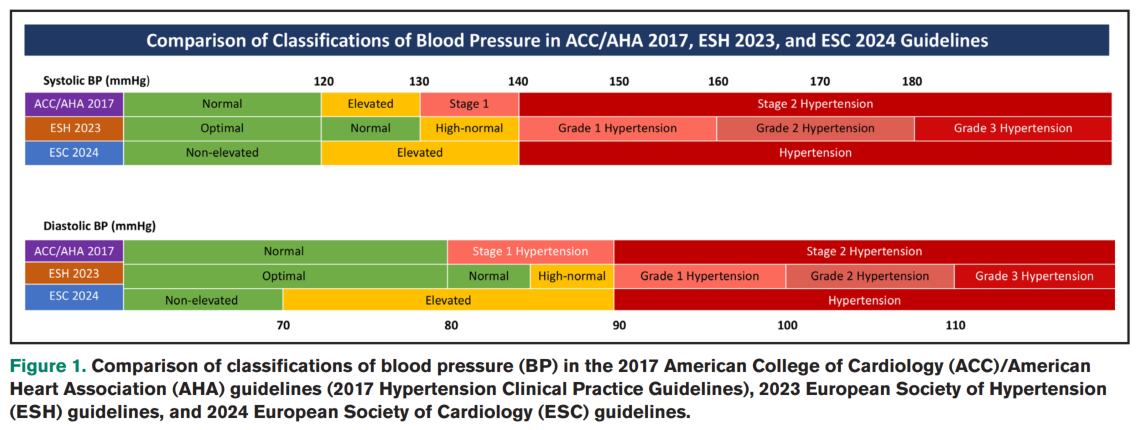 Comparison of Classifications of Blood Pressure in ACC/AHA 2017, ESH 2023, and ESC 2024 Guidelines
Systolic BP (mmHg) 120 130 140 150 160 170 180
ACC/AHA 2017 Normal Elevated Stage 1 Stage 2 Hypertension
ESH 2023 Optimal Normal High-normal Grade 1 Hypertension Grade 2 Hypertension Grade 3 Hypertension
ESC 2024 Non-elevated Elevated Hypertension
Diastolic BP (mmHg)
ACC/AHA 2017 Normal Stage 1 Hypertension Stage 2 Hypertension
ESH 2023 Optimal Normal High-normal Grade 1 Hypertension Grade 2 Hypertension Grade 3 Hypertension
ESC 2024 Non-elevated Elevated Hypertension
70 80 90 100 110
Figure 1. Comparison of classifications of blood pressure (BP) in the 2017 American College of Cardiology (ACC)/American
Heart Association (AHA) guidelines (2017 Hypertension Clinical Practice Guidelines), 2023 European Society of Hypertension
(ESH) guidelines, and 2024 European Society of Cardiology (ESC) guidelines.